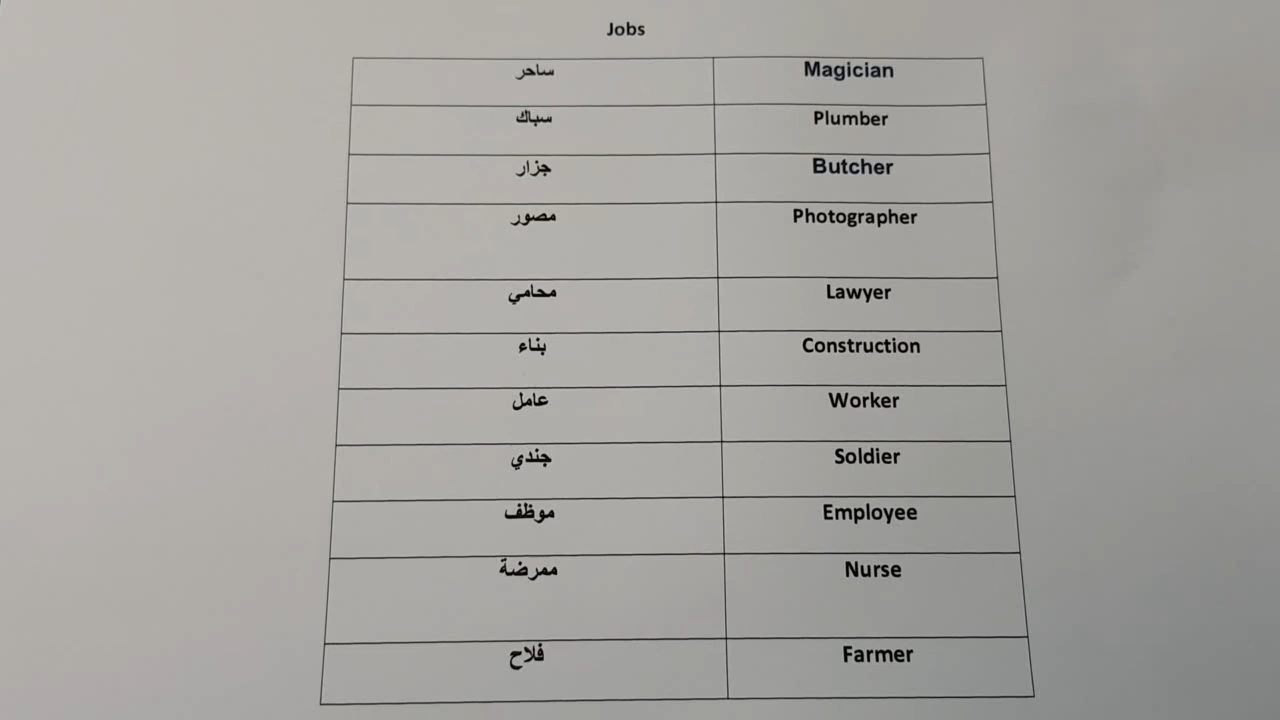 Jobs
ساحر Magician
سباك Plumber
جزار Butcher
مصور Photographer
محامي Lawyer
بناء Construction
عامل Worker
جندي Soldier
موظف Employee
ممرضة Nurse
فلاح Farmer